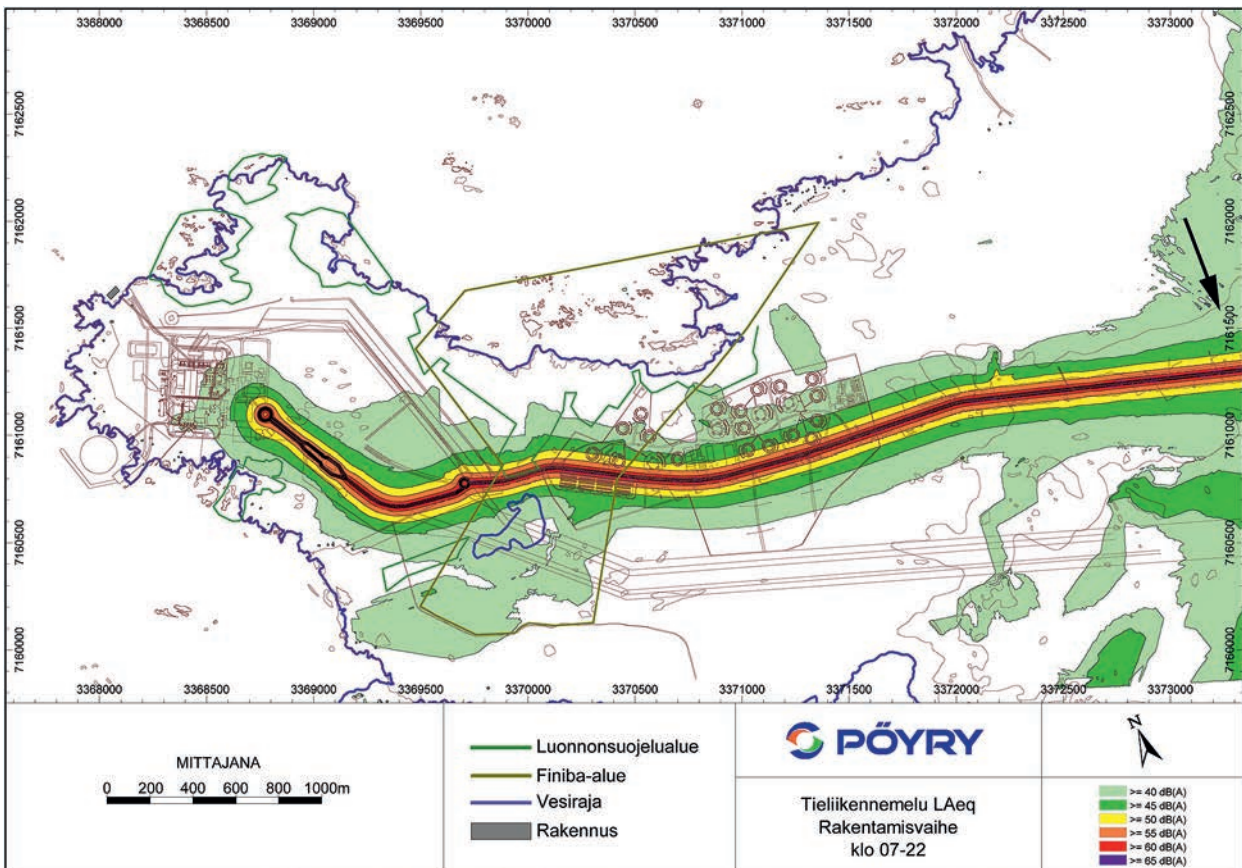 3368000 3368500 3369000 3369500 3370000 3370500 3371000 3371500 3372000 3372500 3373000
7162500 7162500
7162000 7162000
7161500 7161500
7161000 7161000
7160500 7160500
7160000 7160000
3368000 3368500 3369000 3369500 3370000 3370500 3371000 3371500 3372000 3372500 3373000
MITTAJANA
0 200 400 600 800 1000m
Luonnonsuojelualue
Finiba-alue
Vesiraja
Rakennus
PÖYRY
Tieliikennemelu LAeq
Rakentamisvaihe
klo 07-22
N
>= 40 dB(A)
>= 45 dB(A)
>= 50 dB(A)
>= 55 dB(A)
>= 60 dB(A)
>= 65 dB(A)